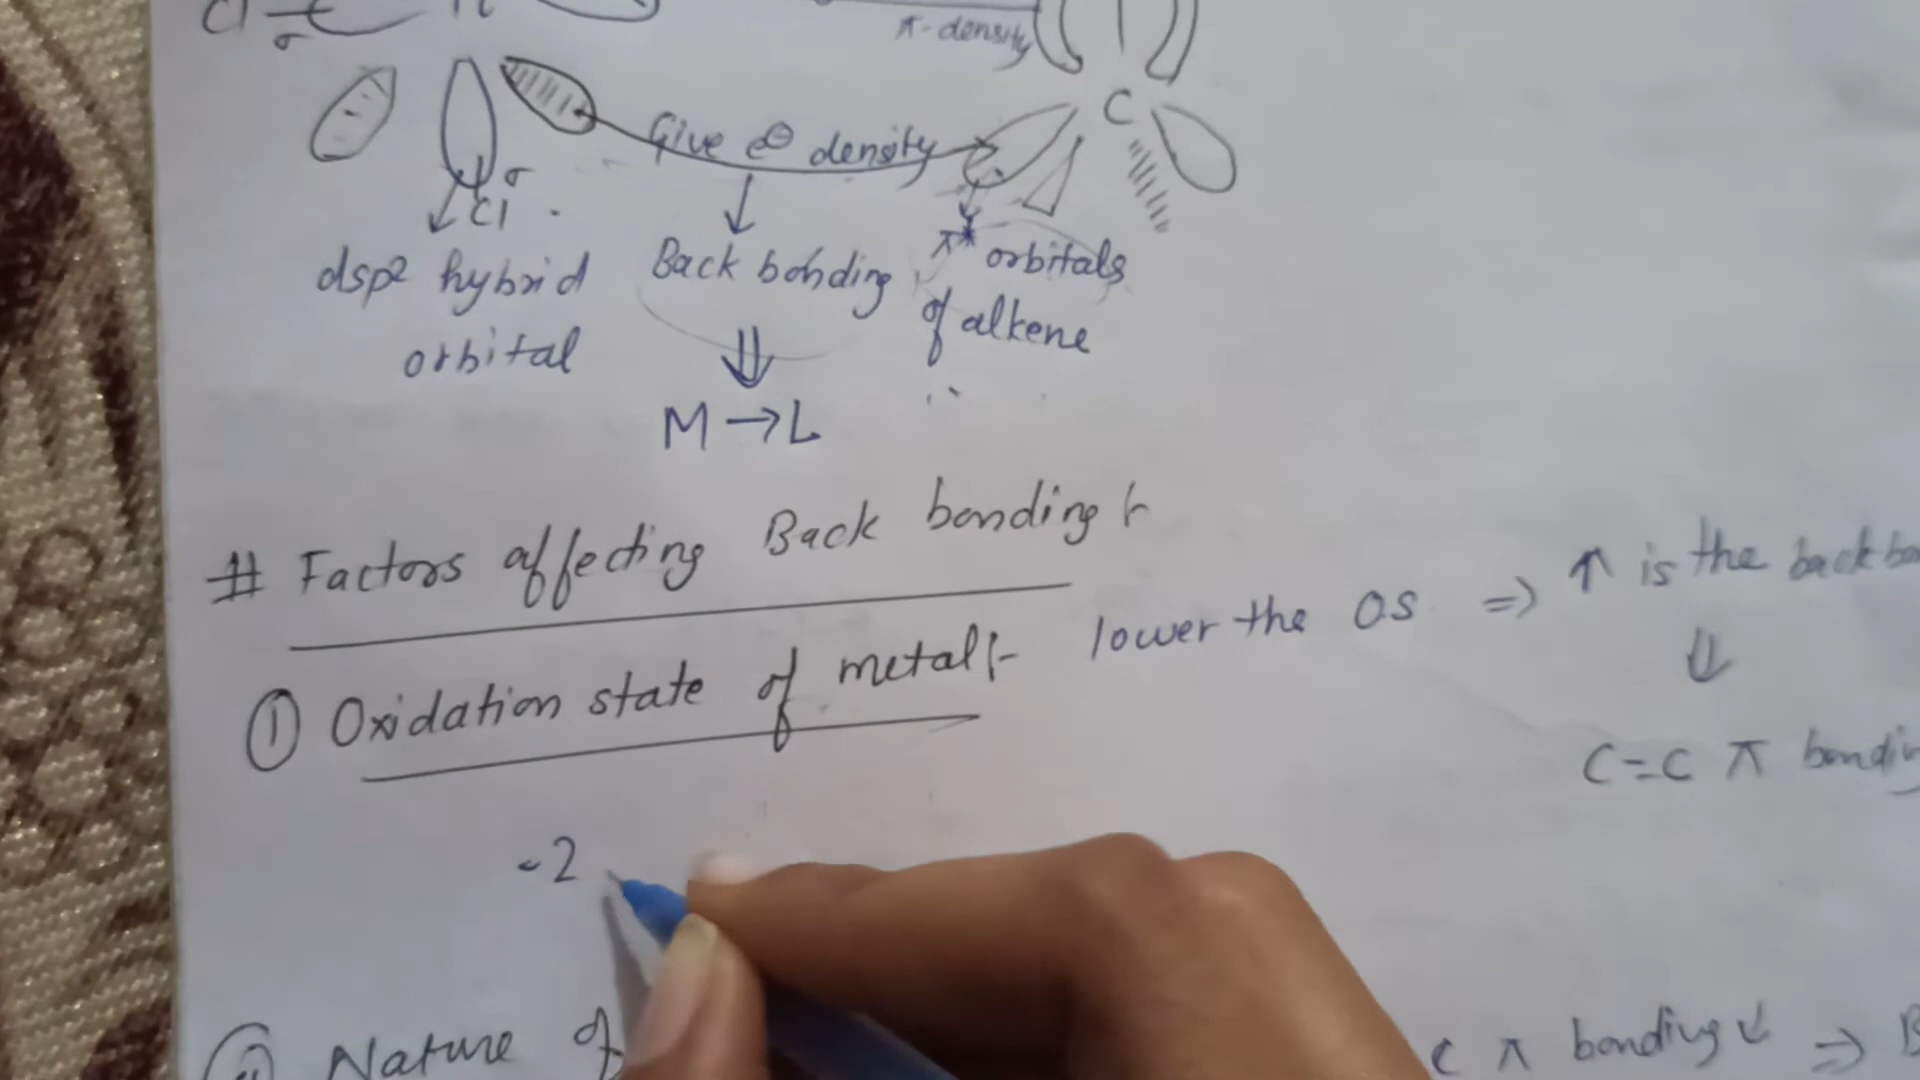 σ
π-density
C
Give e⊖ density
σ
Cl
dsp2 hybrid orbital
Back bonding
π* orbitals
of alkene
M → L
# Factors affecting Back bonding :-
① Oxidation state of metal :- lower the OS ⇒ ↑ is the back
⇓
C=C π
-2
Nature of
C π bonding ↓ ⇒ B